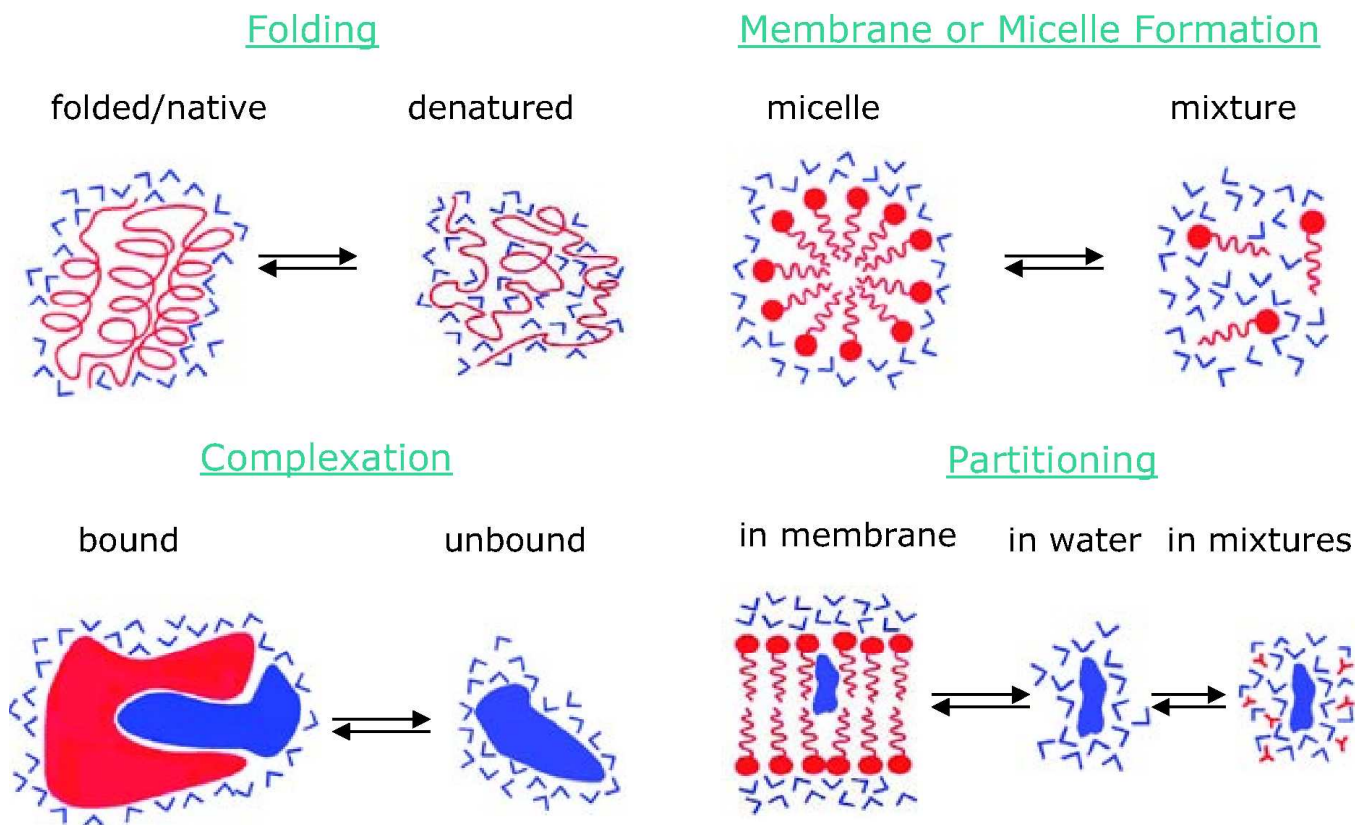 Folding
folded/native denatured
Membrane or Micelle Formation
micelle mixture
Complexation
bound unbound
Partitioning
in membrane in water in mixtures